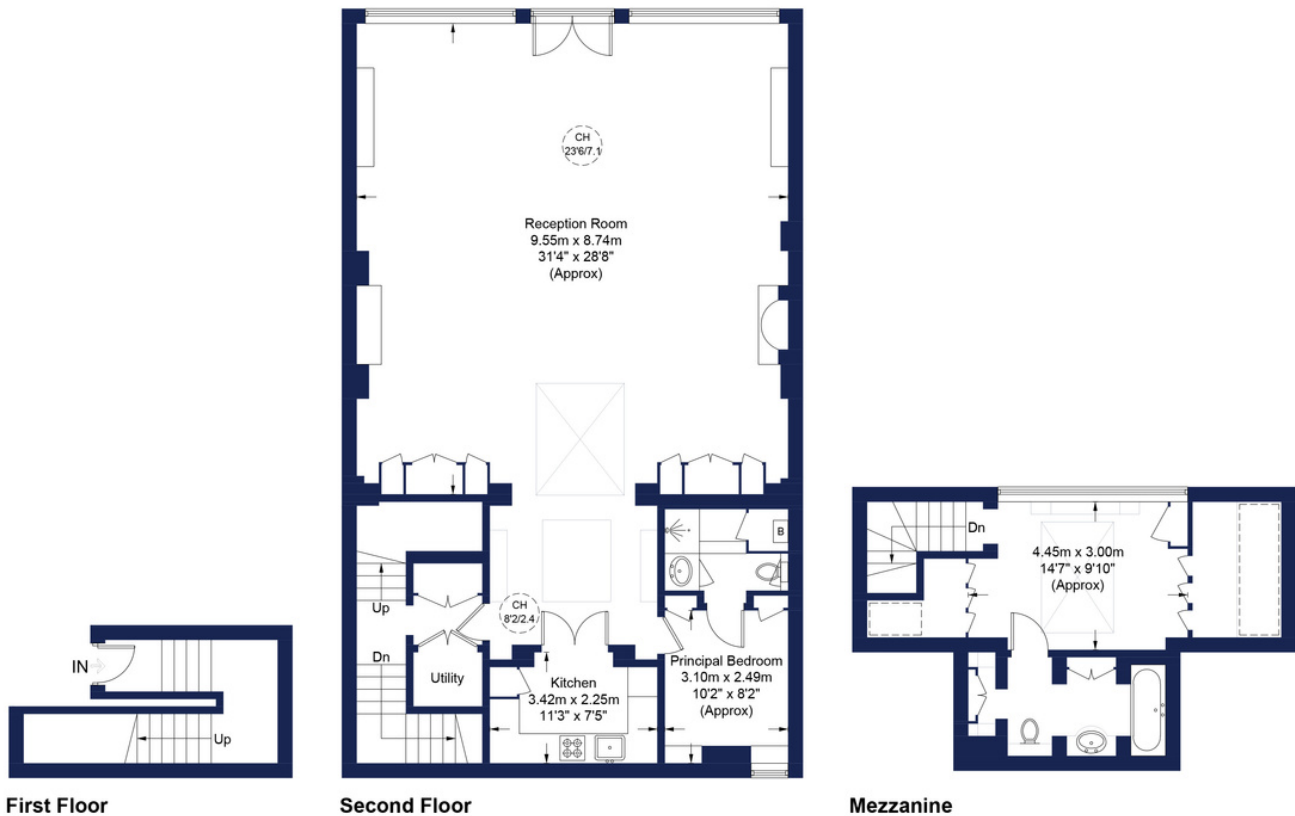 CH
23'6/7.1
Reception Room
9.55m x 8.74m
31'4" x 28'8"
(Approx)
B
Dn
4.45m x 3.00m
14'7" x 9'10"
(Approx)
Up
CH
8'2/2.4
IN
Dn
Utility
Kitchen
3.42m x 2.25m
11'3" x 7'5"
Principal Bedroom
3.10m x 2.49m
10'2" x 8'2"
(Approx)
Up
First Floor
Second Floor
Mezzanine